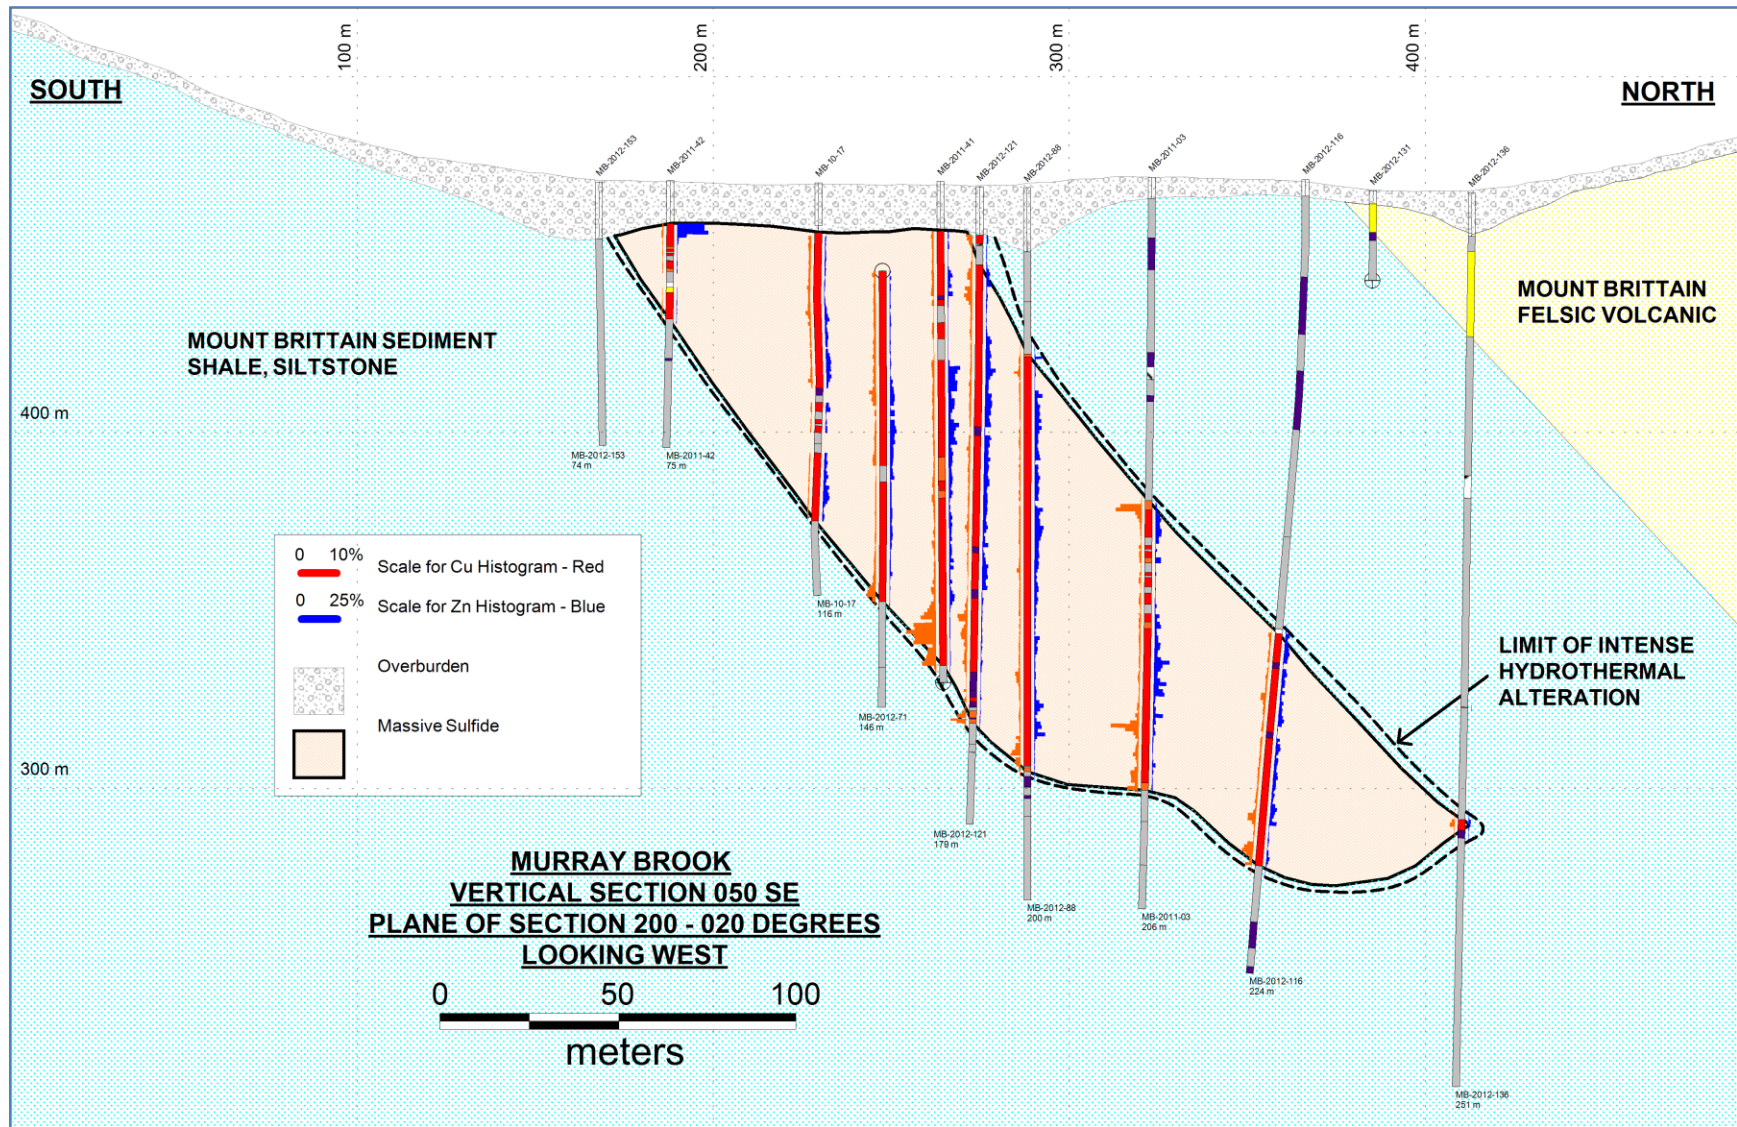 100 m
200 m
300 m
400 m
SOUTH
NORTH
MB-2012-153
MB-2011-42
MB-10-17
MB-2011-41
MB-2012-121
MB-2012-88
MB-2011-03
MB-2012-116
MB-2012-131
MB-2012-136
MOUNT BRITTAIN
FELSIC VOLCANIC
MOUNT BRITTAIN SEDIMENT
SHALE, SILTSTONE
400 m
MB-2012-153
74 m
MB-2011-42
75 m
0 10%
Scale for Cu Histogram - Red
0 25%
Scale for Zn Histogram - Blue
Overburden
Massive Sulfide
MB-10-17
116 m
MB-2012-71
146 m
LIMIT OF INTENSE
HYDROTHERMAL
ALTERATION
300 m
MB-2012-121
179 m
MURRAY BROOK
VERTICAL SECTION 050 SE
PLANE OF SECTION 200 - 020 DEGREES
LOOKING WEST
MB-2012-88
200 m
MB-2011-03
206 m
MB-2012-116
224 m
0 50 100
meters
MB-2012-136
251 m